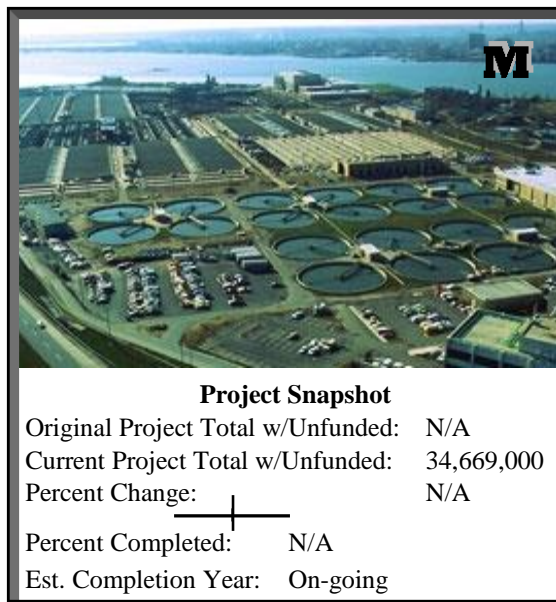 M
Project Snapshot
Original Project Total w/Unfunded: N/A
Current Project Total w/Unfunded: 34,669,000
Percent Change: N/A
Percent Completed: N/A
Est. Completion Year: On-going